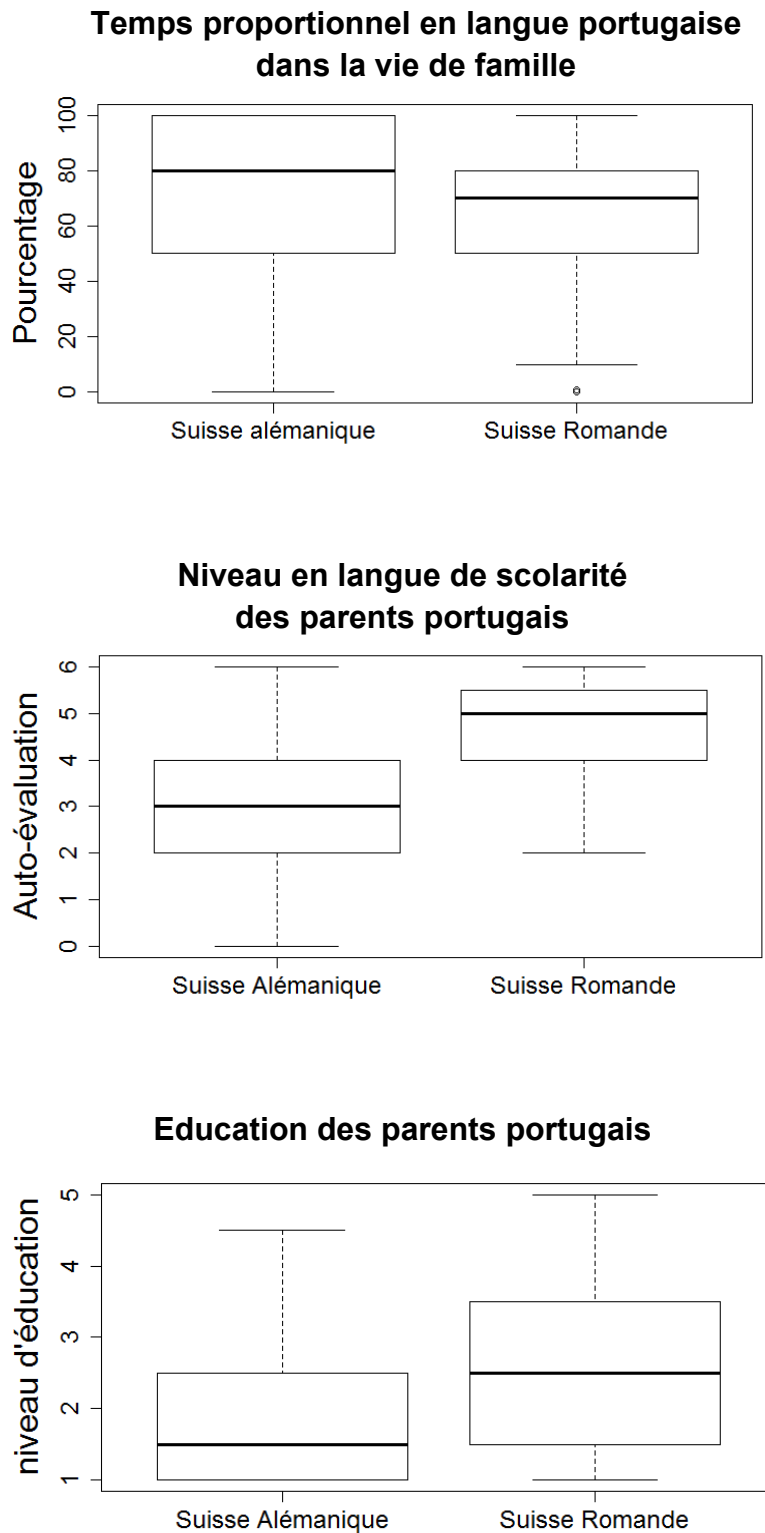 Temps proportionnel en langue portugaise
dans la vie de famille
Pourcentage
100
80
60
40
20
0
Suisse alémanique
Suisse Romande
Niveau en langue de scolarité
des parents portugais
Auto-évaluation
6
5
4
3
2
1
0
Suisse Alémanique
Suisse Romande
Education des parents portugais
niveau d'éducation
5
4
3
2
1
Suisse Alémanique
Suisse Romande